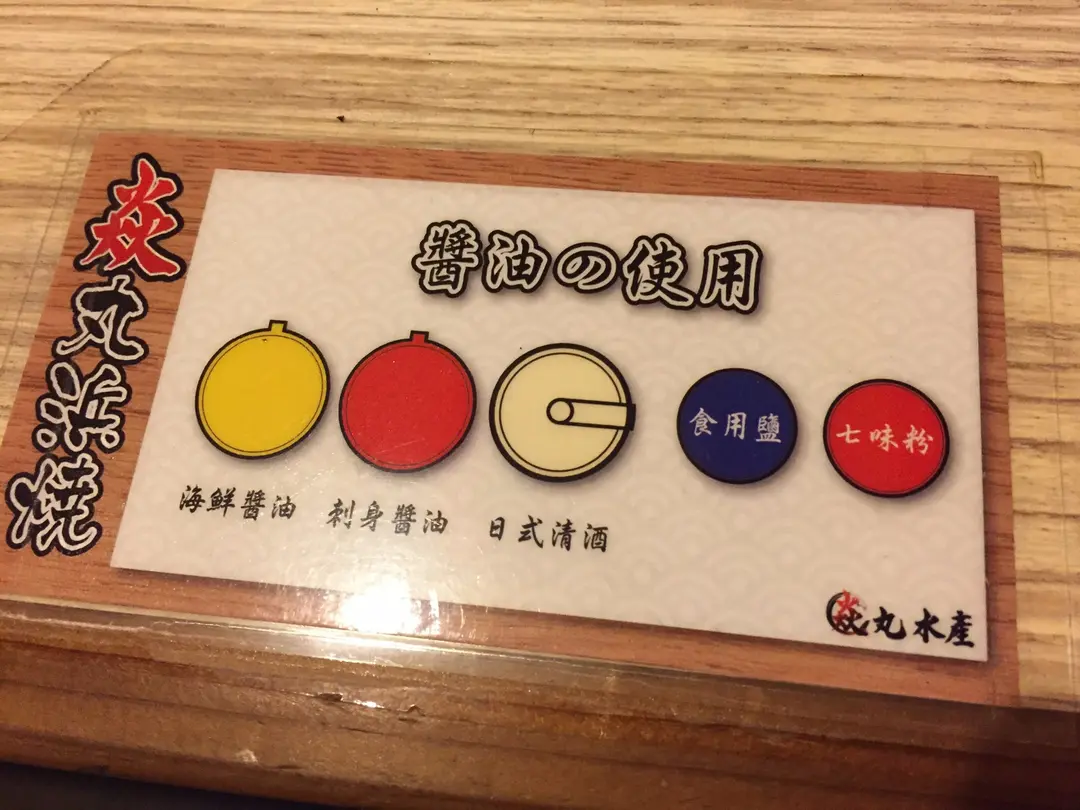 焱丸浜焼
醬油の使用
食用鹽
七味粉
海鮮醬油
刺身醬油
日式清酒
焱丸水産